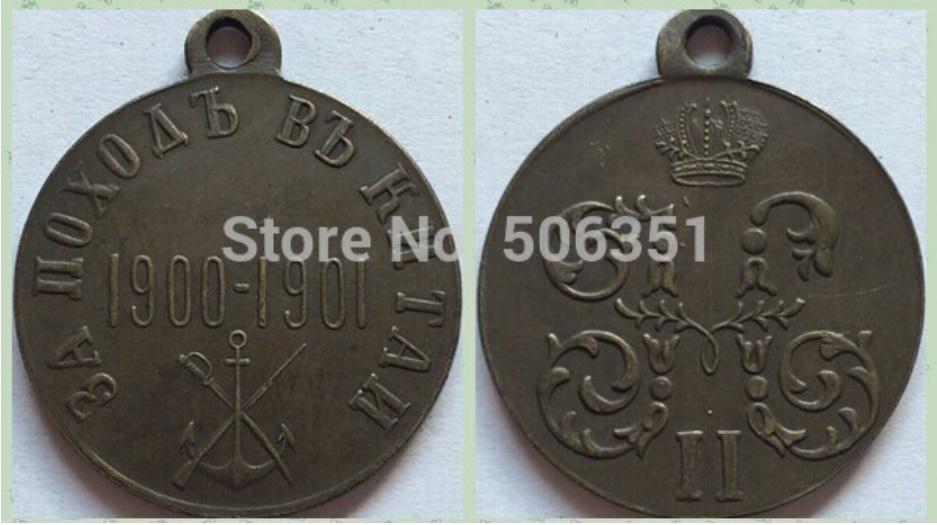 ЗА ПОХОДЪ ВЪ КИТАЙ
1900-1901
Store No: 506351
II